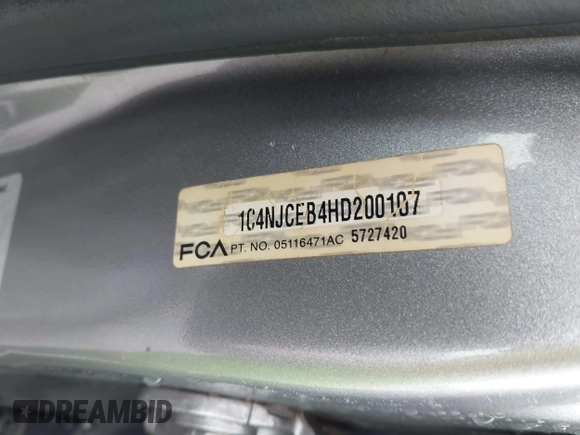 1C4NJCEB4HD200107
FCA PT. NO. 05116471AC 5727420
DREAMBID